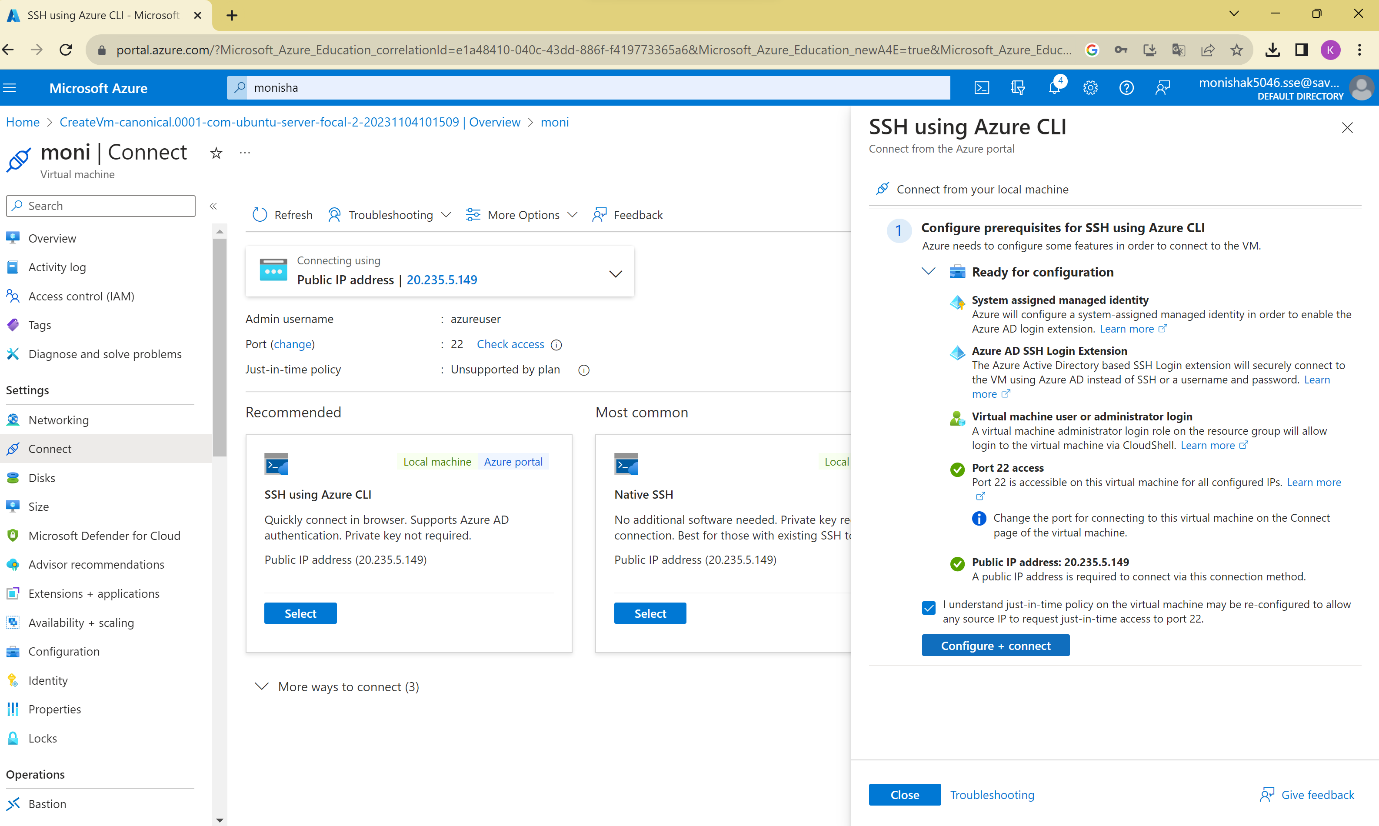 SSH using Azure CLI - Microsoft
portal.azure.com/?Microsoft_Azure_Education_correlationId=e1a48410-040c-43dd-886f-f419773365a6&Microsoft_Azure_Education_newA4E=true&Microsoft_Azure_Educ...
G
K
Microsoft Azure
monisha
4
monishak5046.sse@sav...
DEFAULT DIRECTORY
Home > CreateVm-canonical.0001-com-ubuntu-server-focal-2-20231104101509 | Overview > moni
moni | Connect
Virtual machine
Search
Overview
Activity log
Access control (IAM)
Tags
Diagnose and solve problems
Settings
Networking
Connect
Disks
Size
Microsoft Defender for Cloud
Advisor recommendations
Extensions + applications
Availability + scaling
Configuration
Identity
Properties
Locks
Operations
Bastion
Refresh Troubleshooting More Options Feedback
Connecting using
Public IP address | 20.235.5.149
Admin username : azureuser
Port (change) : 22 Check access
Just-in-time policy : Unsupported by plan
Recommended
Local machine Azure portal
SSH using Azure CLI
Quickly connect in browser. Supports Azure AD
authentication. Private key not required.
Public IP address (20.235.5.149)
Select
Most common
Local
Native SSH
No additional software needed. Private key re
connection. Best for those with existing SSH to
Public IP address (20.235.5.149)
Select
More ways to connect (3)
SSH using Azure CLI
Connect from the Azure portal
Connect from your local machine
1 Configure prerequisites for SSH using Azure CLI
Azure needs to configure some features in order to connect to the VM.
Ready for configuration
System assigned managed identity
Azure will configure a system-assigned managed identity in order to enable the
Azure AD login extension. Learn more
Azure AD SSH Login Extension
The Azure Active Directory based SSH Login extension will securely connect to
the VM using Azure AD instead of SSH or a username and password. Learn
more
Virtual machine user or administrator login
A virtual machine administrator login role on the resource group will allow
login to the virtual machine via CloudShell. Learn more
Port 22 access
Port 22 is accessible on this virtual machine for all configured IPs. Learn more
Change the port for connecting to this virtual machine on the Connect
page of the virtual machine.
Public IP address: 20.235.5.149
A public IP address is required to connect via this connection method.
I understand just-in-time policy on the virtual machine may be re-configured to allow
any source IP to request just-in-time access to port 22.
Configure + connect
Close Troubleshooting Give feedback